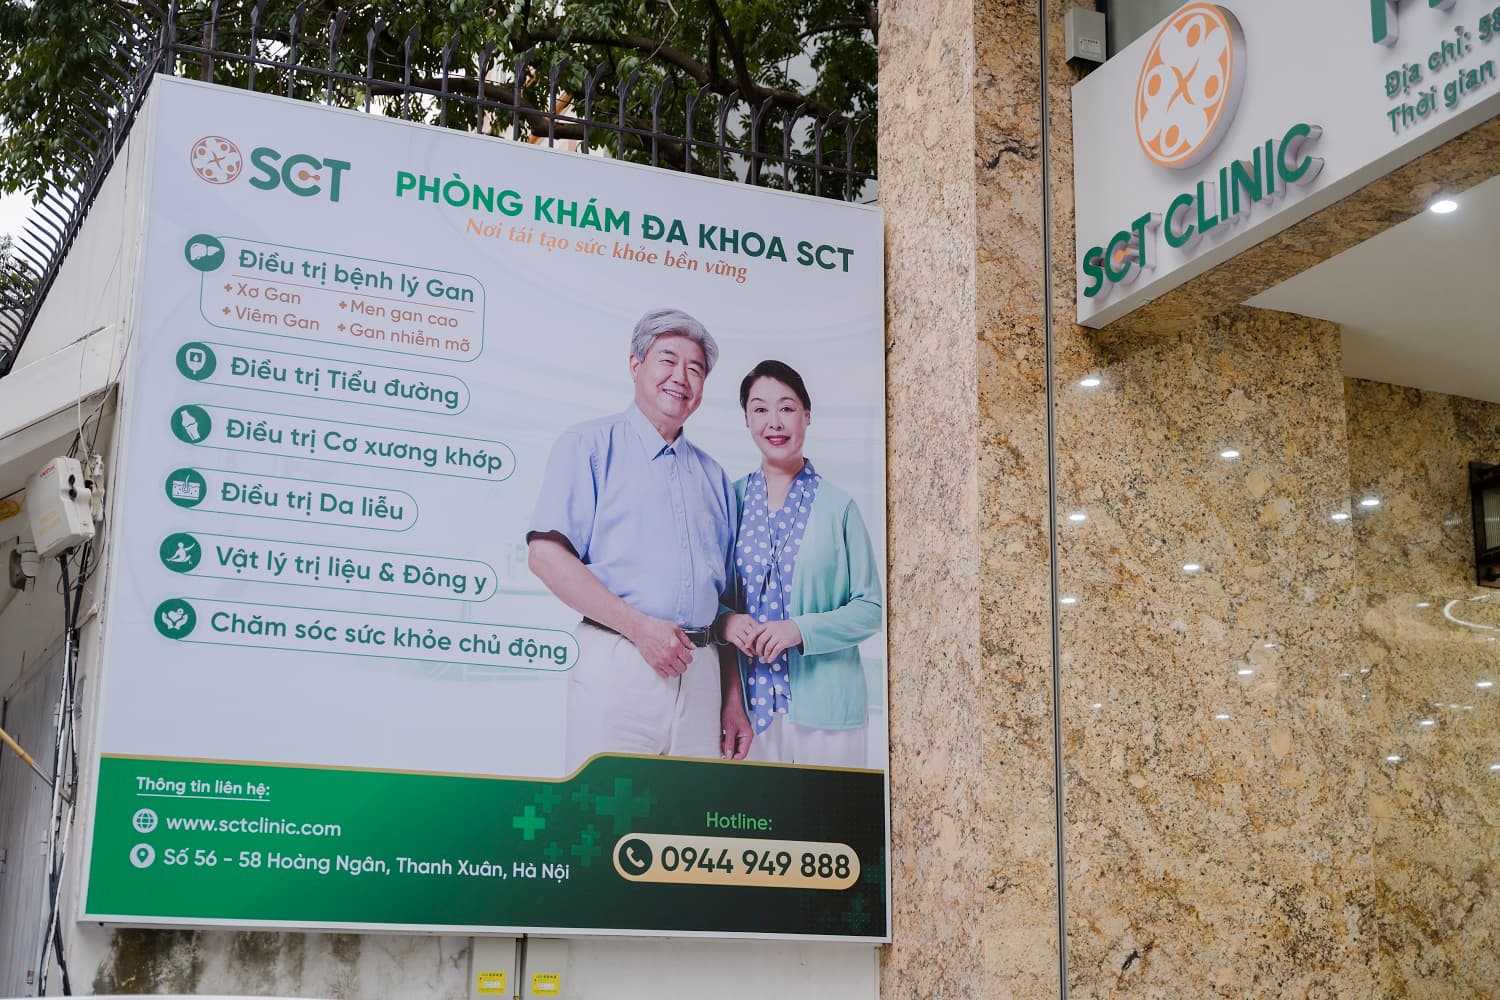 SCT
PHÒNG KHÁM ĐA KHOA SCT
Nơi tái tạo sức khỏe bền vững
Điều trị bệnh lý Gan
+ Xơ Gan
+ Men gan cao
+ Viêm Gan
+ Gan nhiễm mỡ
Điều trị Tiểu đường
Điều trị Cơ xương khớp
Điều trị Da liễu
Vật lý trị liệu & Đông y
Chăm sóc sức khỏe chủ động
Thông tin liên hệ:
www.sctclinic.com
Số 56 - 58 Hoàng Ngân, Thanh Xuân, Hà Nội
Hotline:
0944 949 888
SCT CLINIC
Địa chỉ: 58
Thời gian